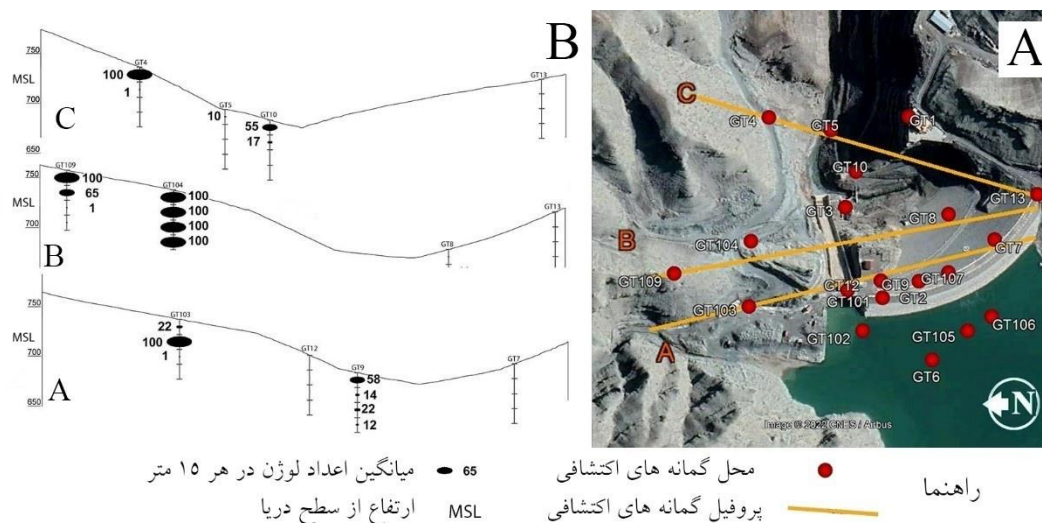 B
750
MSL
700
650
C
GT4
100
1
GT5
10
GT10
55
17
GT13
750
MSL
700
B
GT109
100
65
1
GT104
100
100
100
100
GT8
GT13
750
MSL
700
650
A
GT103
22
100
1
GT12
GT9
58
14
22
12
GT7
A
C
GT4
GT5
GT1
GT10
GT13
GT3
GT8
B
GT104
GT7
GT109
GT107
GT12
GT9
GT101
GT2
GT103
GT102
GT105
GT106
A
GT6
N
Image © 2022 CNES / Airbus
راهنما
محل گمانه های اکتشافی
پروفیل گمانه های اکتشافی
65 میانگین اعداد لوژن در هر ۱۵ متر
MSL ارتفاع از سطح دریا